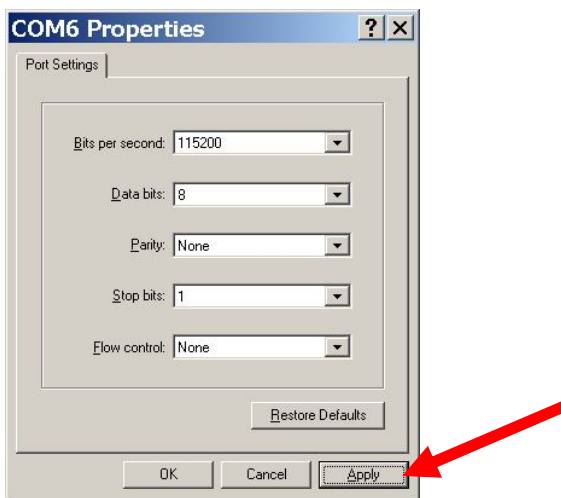 COM6 Properties
Port Settings
Bits per second: 115200
Data bits: 8
Parity: None
Stop bits: 1
Flow control: None
Restore Defaults
OK Cancel Apply